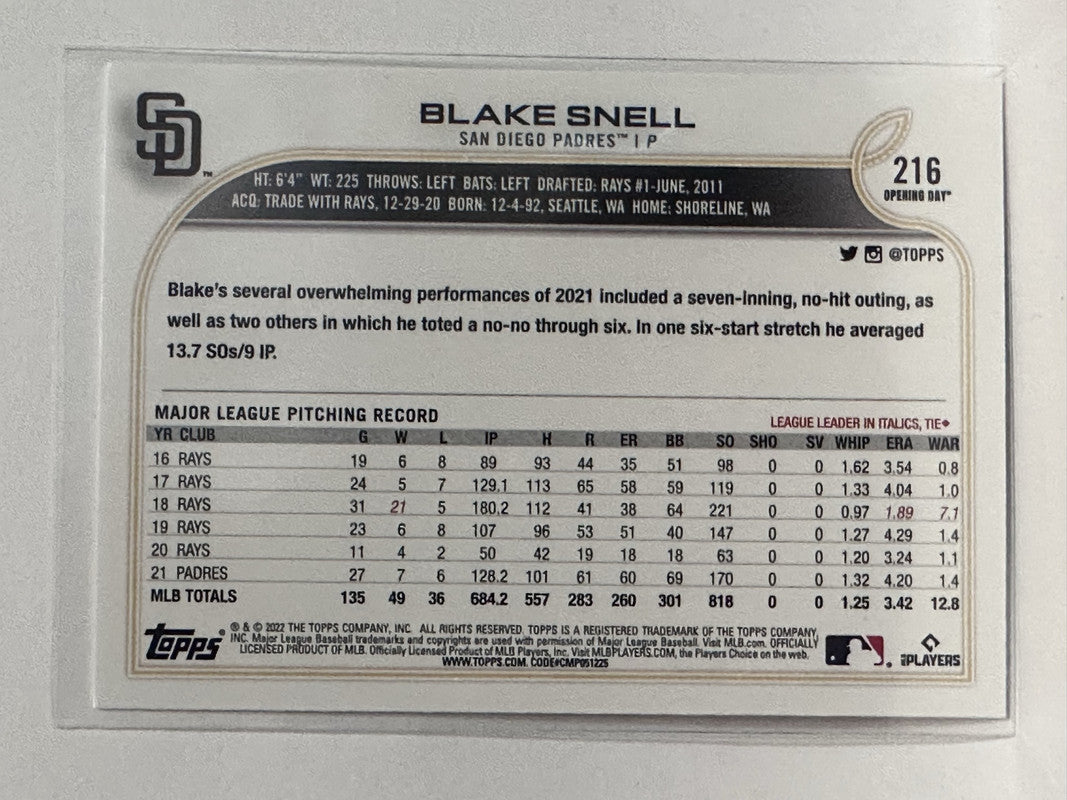 SD™
BLAKE SNELL
SAN DIEGO PADRES™ | P
216
OPENING DAY™
HT: 6'4" WT: 225 THROWS: LEFT BATS: LEFT DRAFTED: RAYS #1-JUNE, 2011
ACQ: TRADE WITH RAYS, 12-29-20 BORN: 12-4-92, SEATTLE, WA HOME: SHORELINE, WA
@TOPPS
Blake's several overwhelming performances of 2021 included a seven-inning, no-hit outing, as
well as two others in which he toted a no-no through six. In one six-start stretch he averaged
13.7 SOs/9 IP.
MAJOR LEAGUE PITCHING RECORD
LEAGUE LEADER IN ITALICS, TIE◆
YR CLUB G W L IP H R ER BB SO SHO SV WHIP ERA WAR
16 RAYS 19 6 8 89 93 44 35 51 98 0 0 1.62 3.54 0.8
17 RAYS 24 5 7 129.1 113 65 58 59 119 0 0 1.33 4.04 1.0
18 RAYS 31 21 5 180.2 112 41 38 64 221 0 0 0.97 1.89 7.1
19 RAYS 23 6 8 107 96 53 51 40 147 0 0 1.27 4.29 1.4
20 RAYS 11 4 2 50 42 19 18 18 63 0 0 1.20 3.24 1.1
21 PADRES 27 7 6 128.2 101 61 60 69 170 0 0 1.32 4.20 1.4
MLB TOTALS 135 49 36 684.2 557 283 260 301 818 0 0 1.25 3.42 12.8
Topps®
® & © 2022 THE TOPPS COMPANY, INC. ALL RIGHTS RESERVED. TOPPS IS A REGISTERED TRADEMARK OF THE TOPPS COMPANY,
INC. Major League Baseball trademarks and copyrights are used with permission of Major League Baseball. Visit MLB.com. OFFICIALLY
LICENSED PRODUCT OF MLB. Officially Licensed Product of MLB Players, Inc. Visit MLBPLAYERS.COM, the Players Choice on the web.
WWW.TOPPS.COM. CODE#CMP051225
PLAYERS